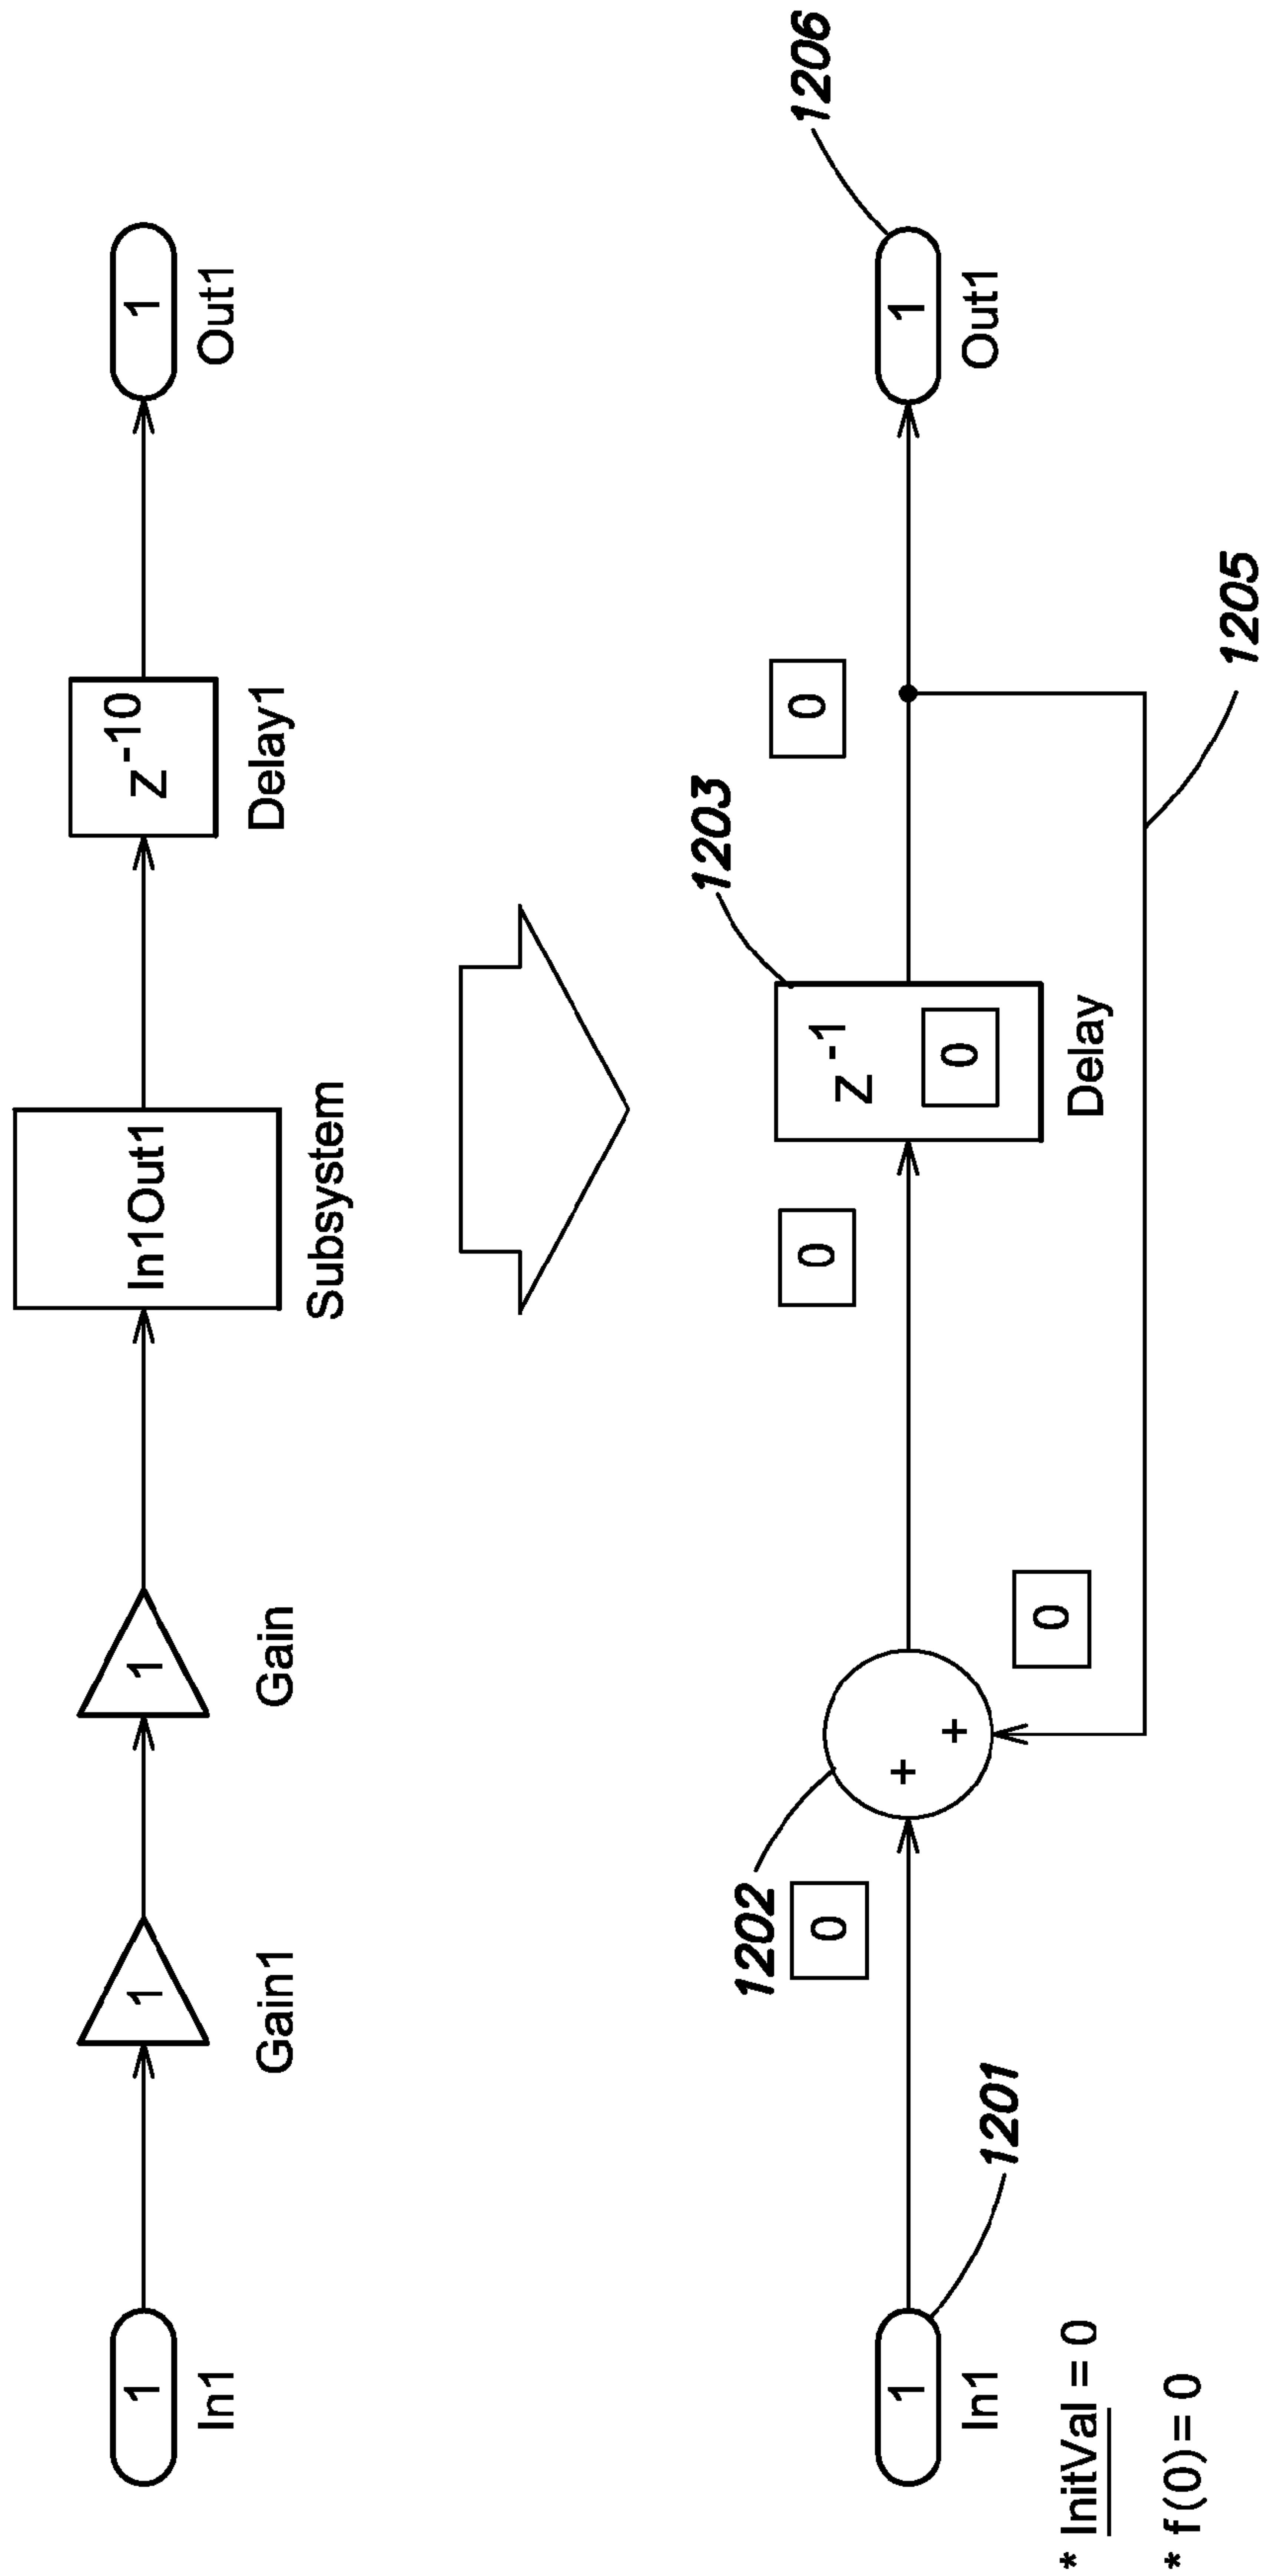 1
In1
1
Gain1
1
Gain
In1Out1
Subsystem
z-10
Delay1
1
Out1
1
In1
1201
1202
0
+
+
0
0
z-1
0
Delay
1203
0
1205
1
Out1
1206
* InitVal = 0
* f(0)= 0